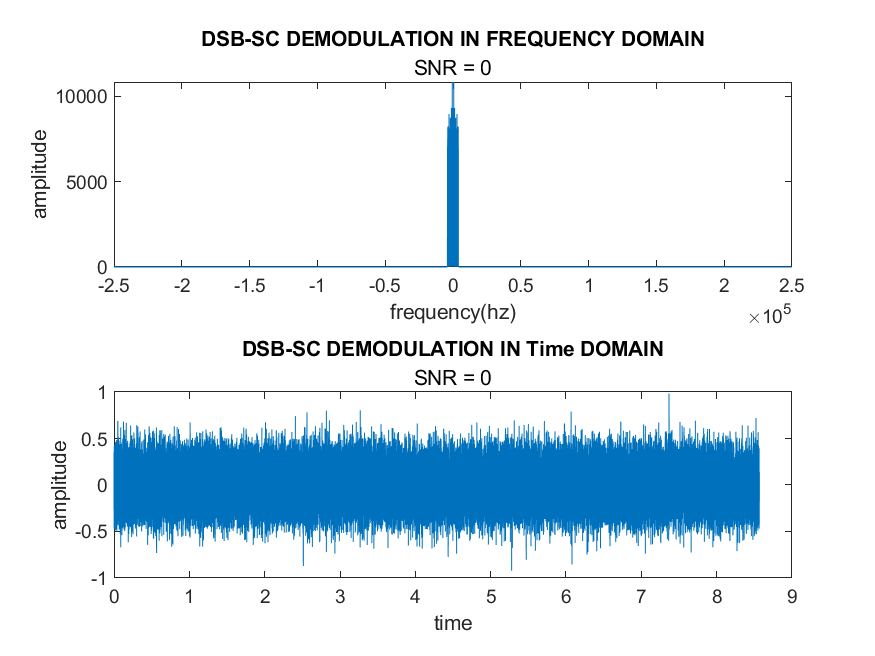 DSB-SC DEMODULATION IN FREQUENCY DOMAIN
SNR = 0
10000
5000
0
amplitude
-2.5 -2 -1.5 -1 -0.5 0 0.5 1 1.5 2 2.5
frequency(hz)
×10^5
DSB-SC DEMODULATION IN Time DOMAIN
SNR = 0
1
0.5
0
-0.5
-1
amplitude
0 1 2 3 4 5 6 7 8 9
time